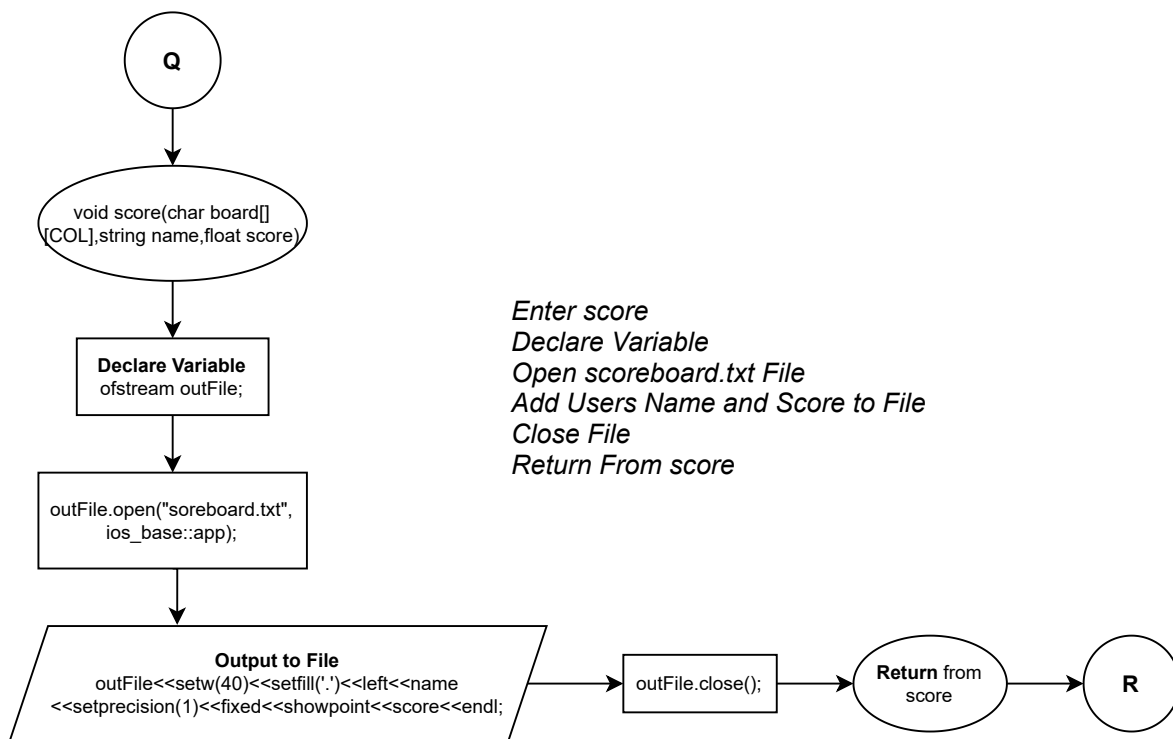 Q
void score(char board[]
[COL],string name,float score)
Declare Variable
ofstream outFile;
outFile.open("soreboard.txt",
ios_base::app);
Enter score
Declare Variable
Open scoreboard.txt File
Add Users Name and Score to File
Close File
Return From score
Output to File
outFile<<setw(40)<<setfill('.')<<left<<name
<<setprecision(1)<<fixed<<showpoint<<score<<endl;
outFile.close();
Return from
score
R